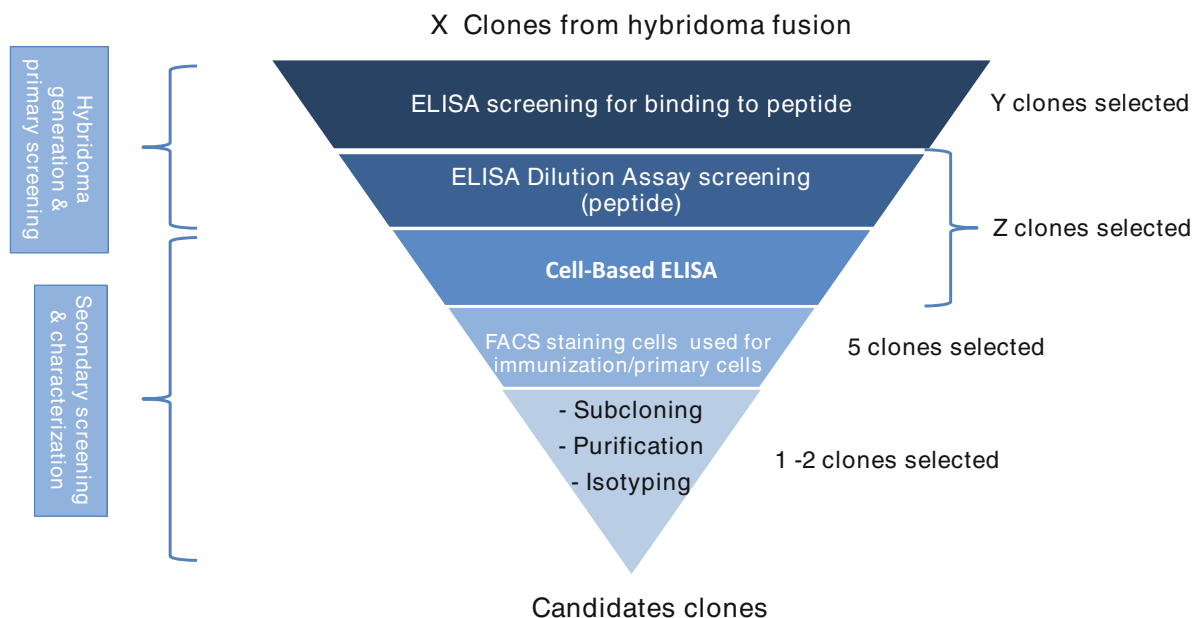 X Clones from hybridoma fusion
Hybridoma
generation &
primary screening
ELISA screening for binding to peptide
Y clones selected
ELISA Dilution Assay screening
(peptide)
Z clones selected
Cell-Based ELISA
Secondary screening
& characterization
FACS staining cells used for
immunization/primary cells
5 clones selected
- Subcloning
- Purification
- Isotyping
1 -2 clones selected
Candidates clones